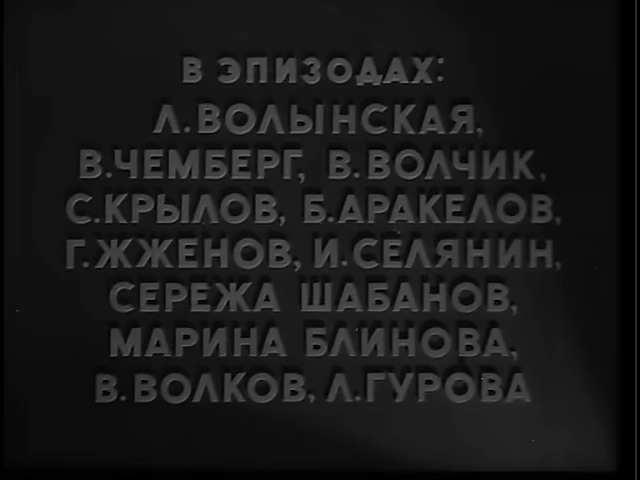 В ЭПИЗОДАХ:
Л.ВОЛЫНСКАЯ,
В.ЧЕМБЕРГ, В.ВОЛЧИК,
С.КРЫЛОВ, Б.АРАКЕЛОВ,
Г.ЖЖЕНОВ, И.СЕЛЯНИН,
СЕРЕЖА ШАБАНОВ,
МАРИНА БЛИНОВА,
В.ВОЛКОВ, Л.ГУРОВА